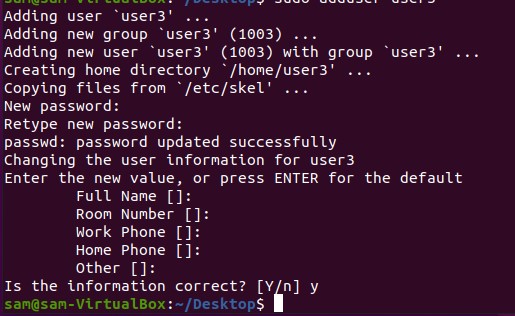 sam@sam-VirtualBox:~/Desktop$ sudo adduser user3
Adding user `user3' ...
Adding new group `user3' (1003) ...
Adding new user `user3' (1003) with group `user3' ...
Creating home directory `/home/user3' ...
Copying files from `/etc/skel' ...
New password:
Retype new password:
passwd: password updated successfully
Changing the user information for user3
Enter the new value, or press ENTER for the default
        Full Name []:
        Room Number []:
        Work Phone []:
        Home Phone []:
        Other []:
Is the information correct? [Y/n] y
sam@sam-VirtualBox:~/Desktop$